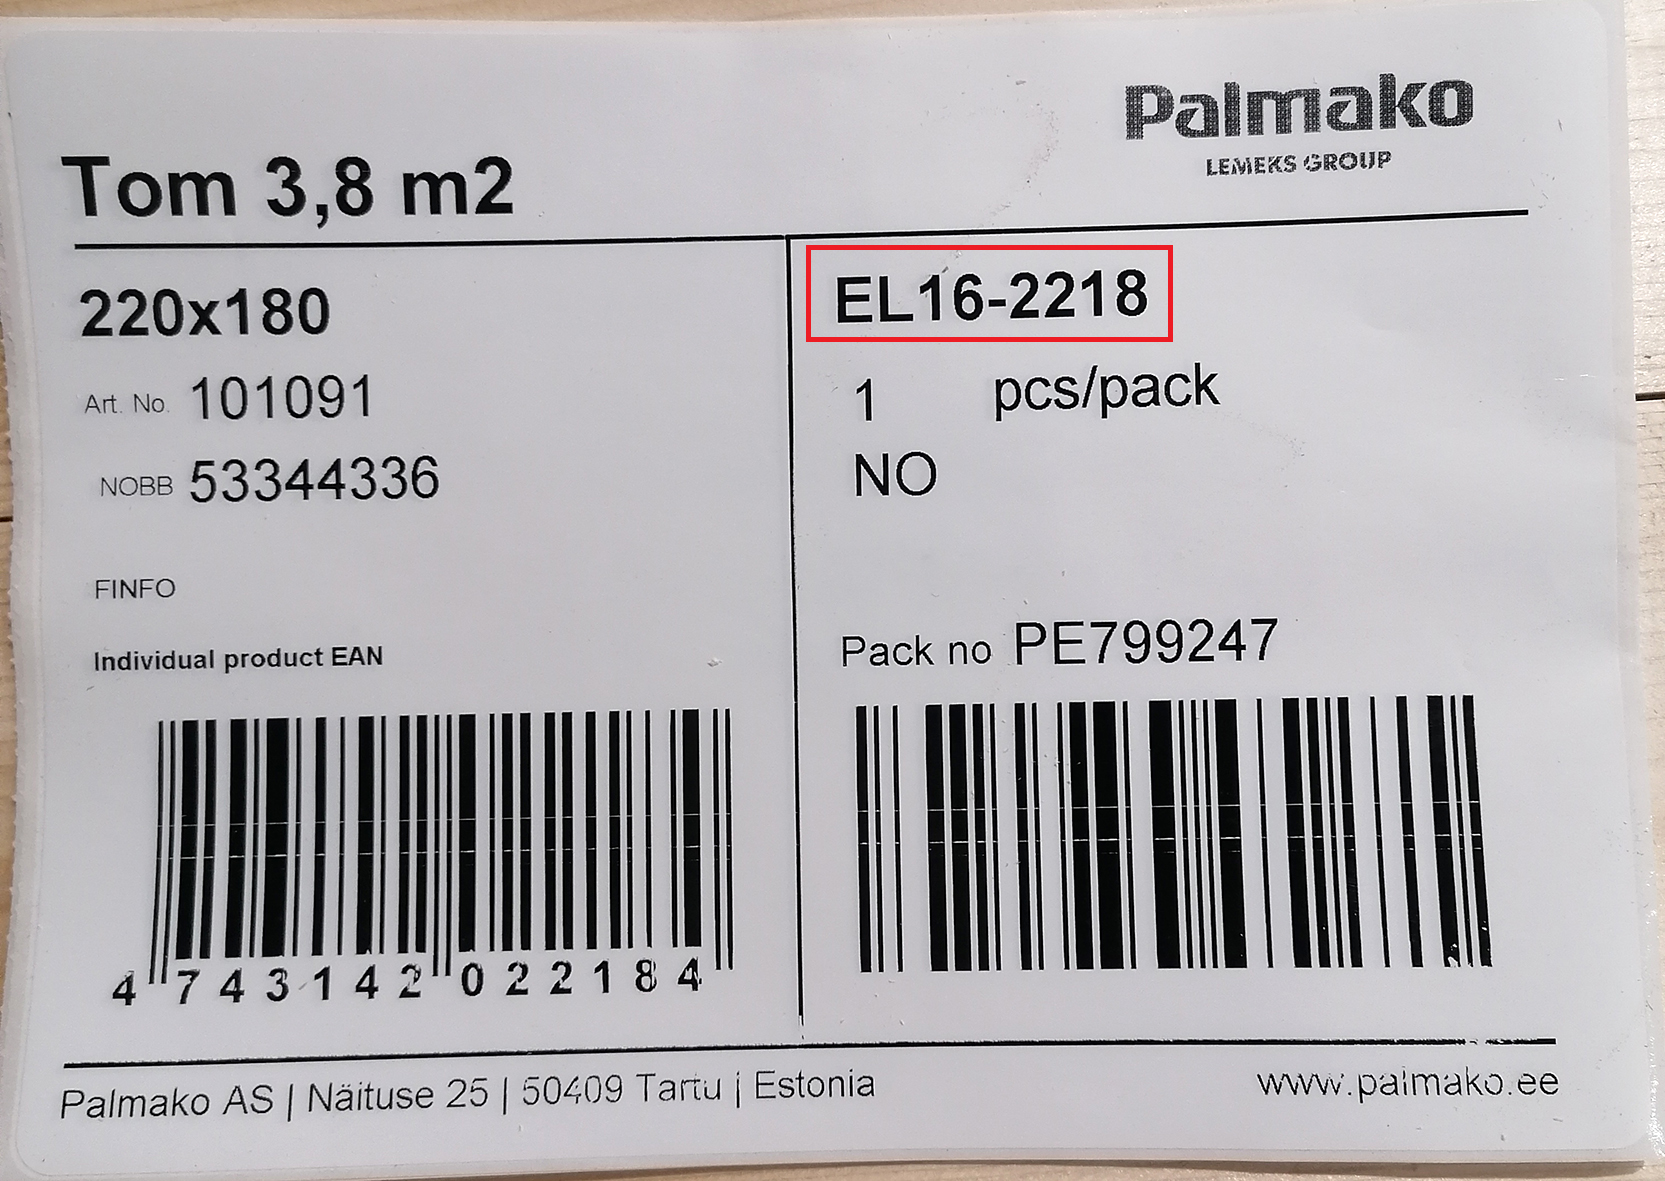 Palmako
LEMEKS GROUP
Tom 3,8 m2
220x180
Art. No. 101091
NOBB 53344336
FINFO
Individual product EAN
4 743142 022184
EL16-2218
1 pcs/pack
NO
Pack no PE799247
Palmako AS | Näituse 25 | 50409 Tartu | Estonia
www.palmako.ee